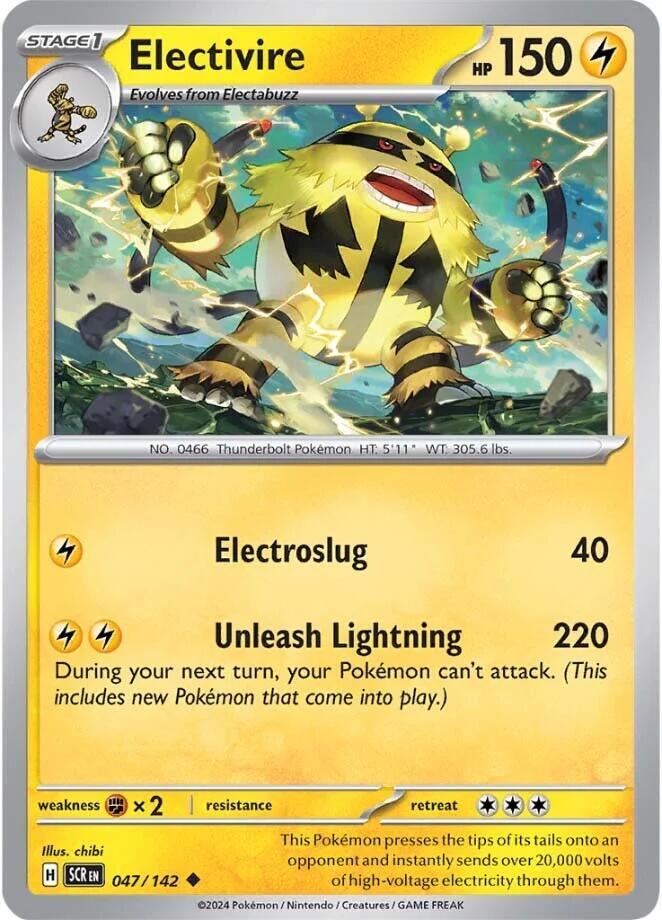 STAGE1
Electivire
HP 150
Evolves from Electabuzz
NO. 0466 Thunderbolt Pokémon HT: 5'11" WT: 305.6 lbs.
Electroslug 40
Unleash Lightning 220
During your next turn, your Pokémon can't attack. (This
includes new Pokémon that come into play.)
weakness ×2 resistance retreat
Illus. chibi
H SCR EN 047/142
This Pokémon presses the tips of its tails onto an
opponent and instantly sends over 20,000 volts
of high-voltage electricity through them.
©2024 Pokémon / Nintendo / Creatures / GAME FREAK